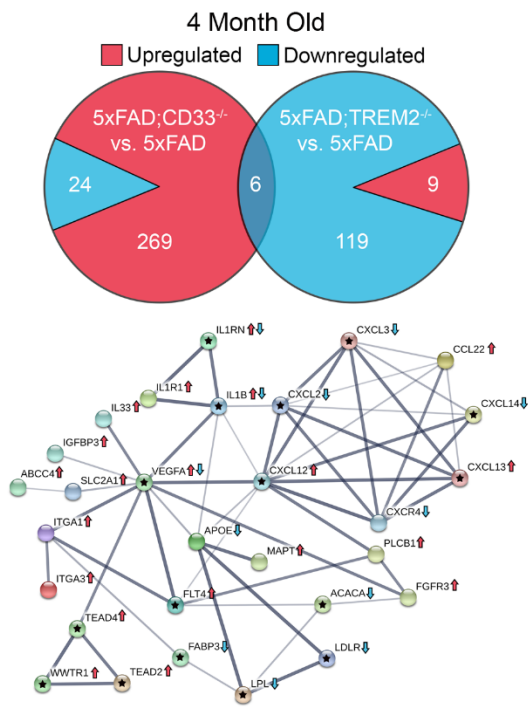 4 Month Old
Upregulated Downregulated
5xFAD;CD33-/-
vs. 5xFAD
5xFAD;TREM2-/-
vs. 5xFAD
24
6
9
269
119
IL1RN
CXCL3
CCL22
IL1R1
IL1B
CXCL2
CXCL14
IL33
IGFBP3
ABCC4
SLC2A1
VEGFA
CXCL12
CXCL13
CXCR4
ITGA1
APOE
MAPT
PLCB1
ITGA3
FLT4
ACACA
FGFR3
TEAD4
FABP3
LDLR
WWTR1
TEAD2
LPL